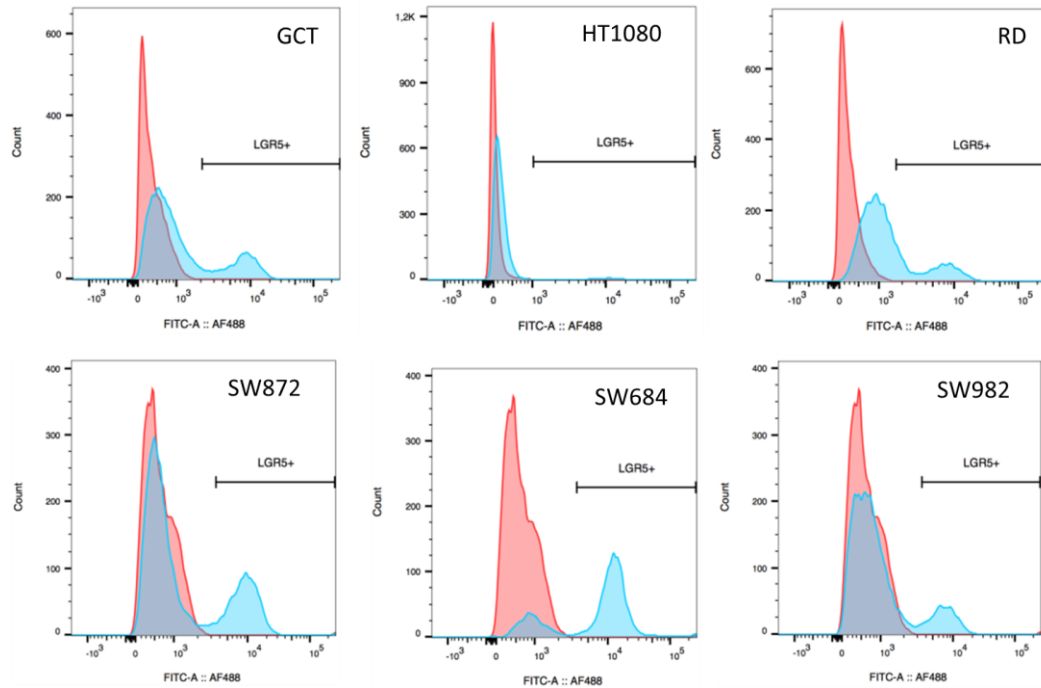 GCT
600
400
200
0
Count
LGR5+
-10³ 0 10³ 10⁴ 10⁵
FITC-A :: AF488
HT1080
1,2K
900
600
300
0
Count
LGR5+
-10³ 0 10³ 10⁴ 10⁵
FITC-A :: AF488
RD
600
400
200
0
Count
LGR5+
-10³ 0 10³ 10⁴ 10⁵
FITC-A :: AF488
SW872
400
300
200
100
0
Count
LGR5+
-10³ 0 10³ 10⁴ 10⁵
FITC-A :: AF488
SW684
400
300
200
100
0
Count
LGR5+
-10³ 0 10³ 10⁴ 10⁵
FITC-A :: AF488
SW982
400
300
200
100
0
Count
LGR5+
-10³ 0 10³ 10⁴ 10⁵
FITC-A :: AF488